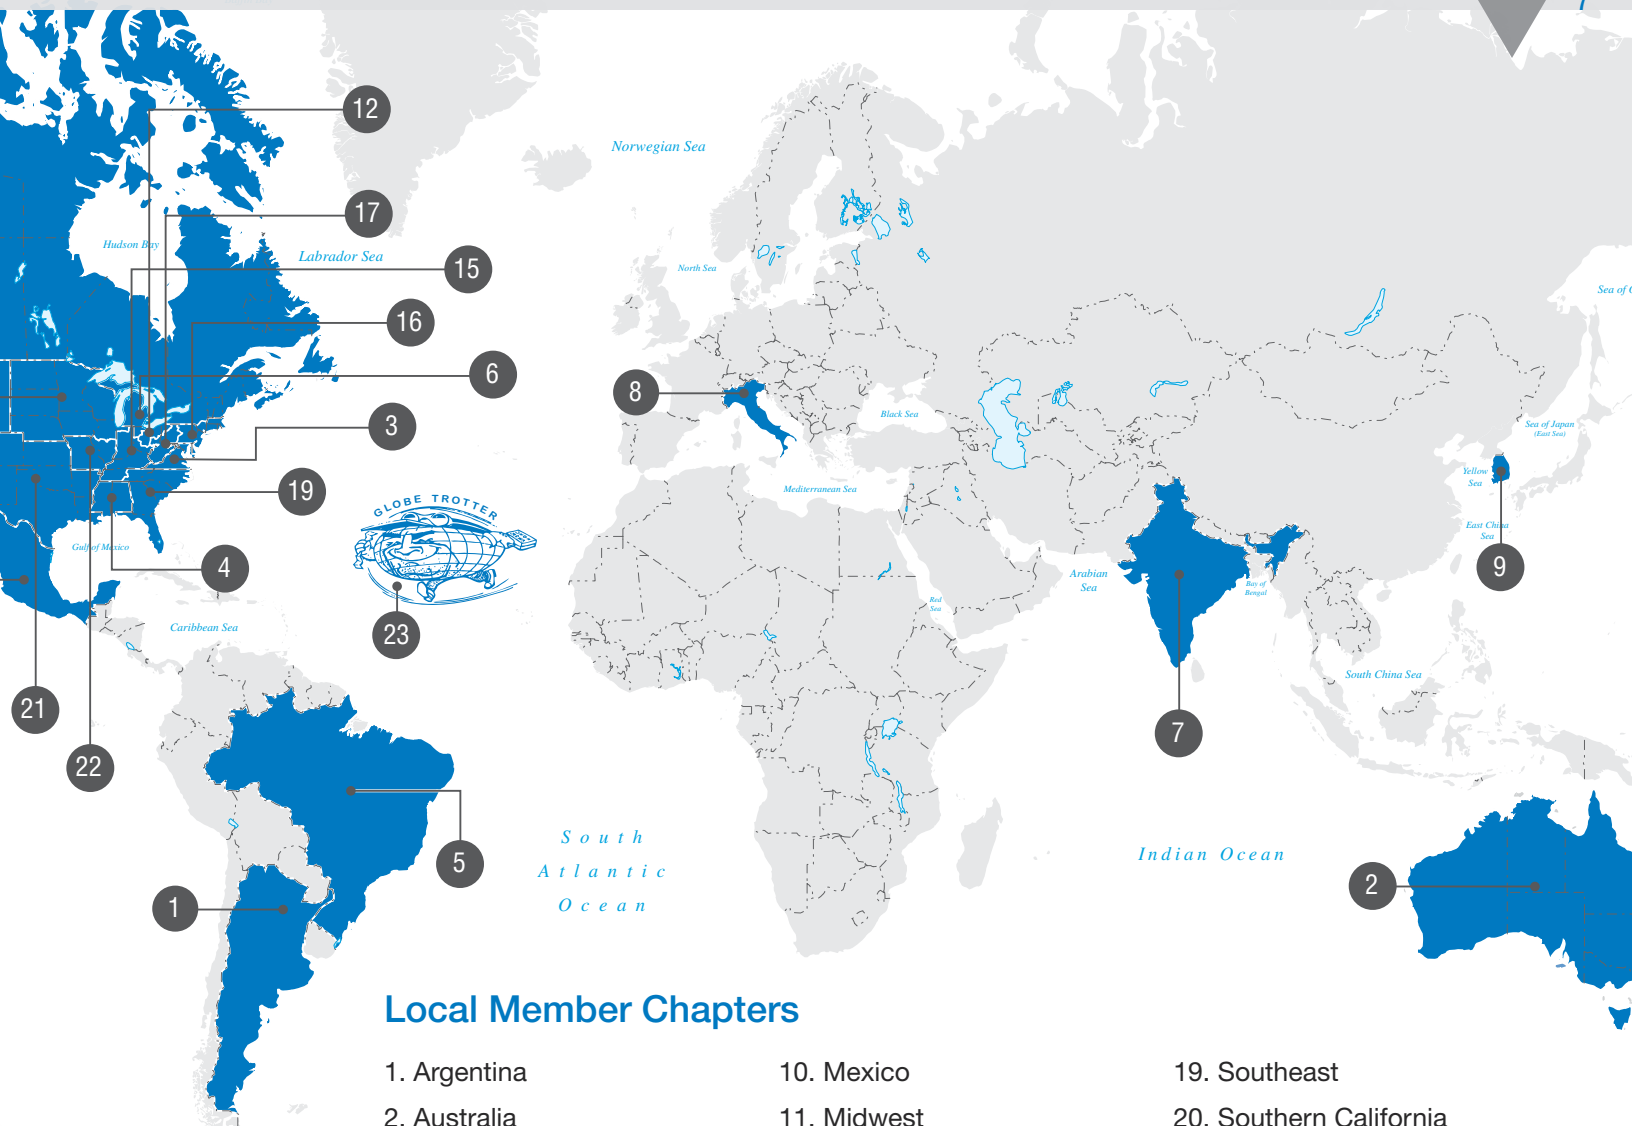 12
17
Norwegian Sea
Hudson Bay
Labrador Sea
15
North Sea
Sea of
16
6
8
3
Black Sea
Sea of Japan
(East Sea)
Yellow
Sea
Mediterranean Sea
19
GLOBE TROTTER
East China
Sea
Gulf of Mexico
4
9
Arabian
Sea
Bay of
Bengal
Red
Sea
Caribbean Sea
23
South China Sea
21
7
22
5
South
Atlantic
Ocean
Indian Ocean
2
1
Local Member Chapters
1. Argentina
10. Mexico
19. Southeast
2. Australia
11. Midwest
20. Southern California